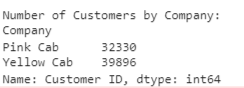 Number of Customers by Company:
Company
Pink Cab      32330
Yellow Cab    39896
Name: Customer ID, dtype: int64